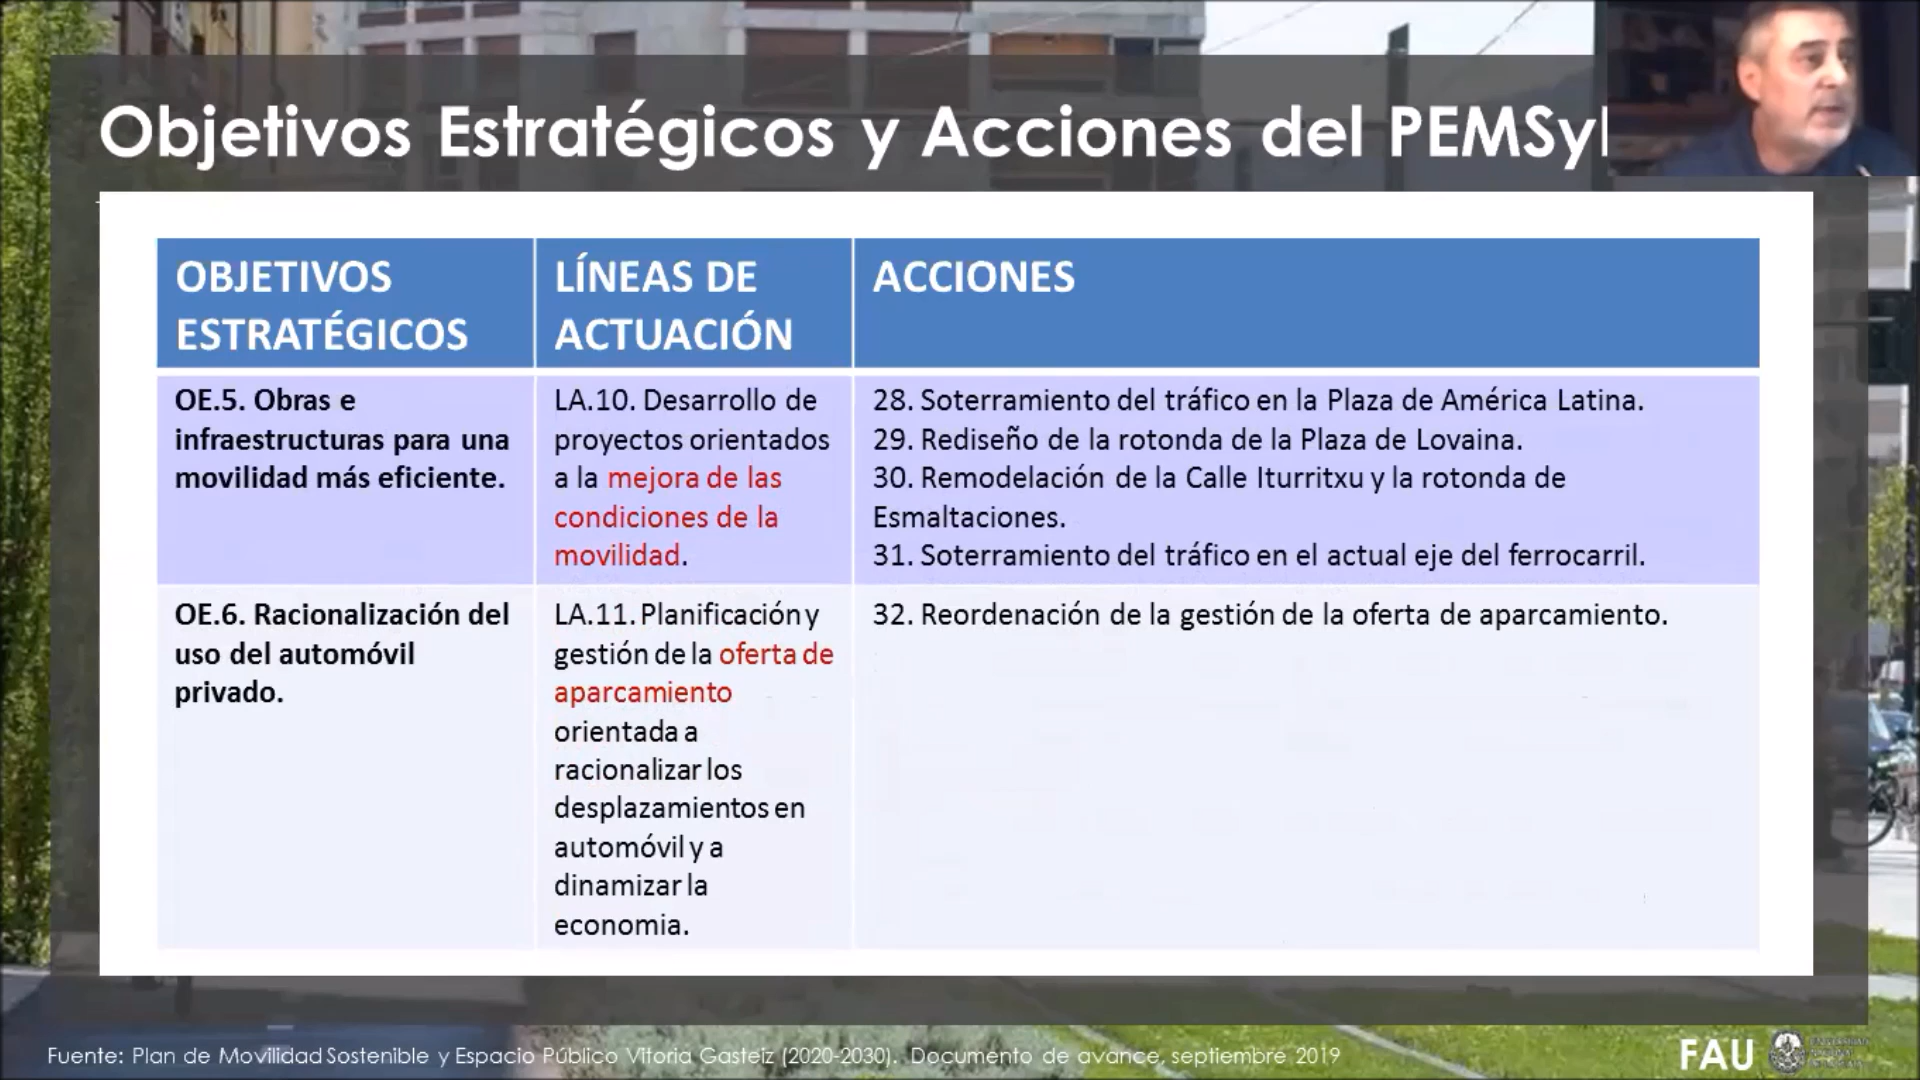 Objetivos Estratégicos y Acciones del PEMSy
OBJETIVOS
ESTRATÉGICOS
LÍNEAS DE
ACTUACIÓN
ACCIONES
OE.5. Obras e
infraestructuras para una
movilidad más eficiente.
LA.10. Desarrollo de
proyectos orientados
a la mejora de las
condiciones de la
movilidad.
28. Soterramiento del tráfico en la Plaza de América Latina.
29. Rediseño de la rotonda de la Plaza de Lovaina.
30. Remodelación de la Calle Iturritxu y la rotonda de
Esmaltaciones.
31. Soterramiento del tráfico en el actual eje del ferrocarril.
OE.6. Racionalización del
uso del automóvil
privado.
LA.11. Planificación y
gestión de la oferta de
aparcamiento
orientada a
racionalizar los
desplazamientos en
automóvil y a
dinamizar la
economia.
32. Reordenación de la gestión de la oferta de aparcamiento.
Fuente: Plan de Movilidad Sostenible y Espacio Público Vitoria Gasteiz (2020-2030). Documento de avance, septiembre 2019
FAU